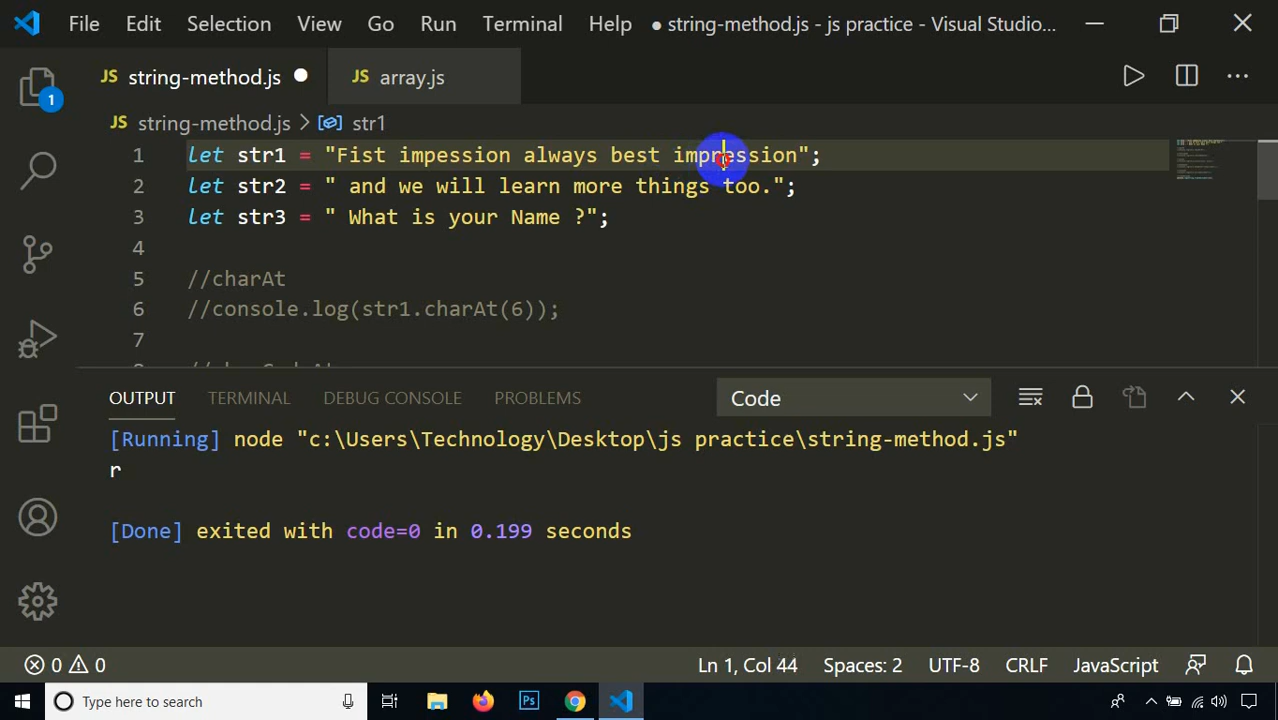 File Edit Selection View Go Run Terminal Help ● string-method.js - js practice - Visual Studio...
JS string-method.js ● JS array.js
JS string-method.js > str1
1 let str1 = "Fist impession always best impression";
2 let str2 = " and we will learn more things too.";
3 let str3 = " What is your Name ?";
4
5 //charAt
6 //console.log(str1.charAt(6));
7
OUTPUT TERMINAL DEBUG CONSOLE PROBLEMS Code
[Running] node "c:\Users\Technology\Desktop\js practice\string-method.js"
r
[Done] exited with code=0 in 0.199 seconds
1
0 0 Ln 1, Col 44 Spaces: 2 UTF-8 CRLF JavaScript
Type here to search Ps